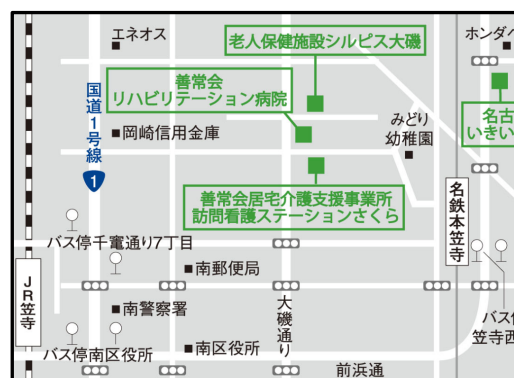 エネオス
老人保健施設シルピス大磯
ホンダベ
善常会
リハビリテーション病院
国道1号線
1
岡崎信用金庫
みどり
幼稚園
名古
いきい
善常会居宅介護支援事業所
訪問看護ステーションさくら
名鉄本笠寺
バス停千竈通り7丁目
南郵便局
JR笠寺
南警察署
大磯通り
バス停
笠寺西
バス停南区役所
南区役所
前浜通